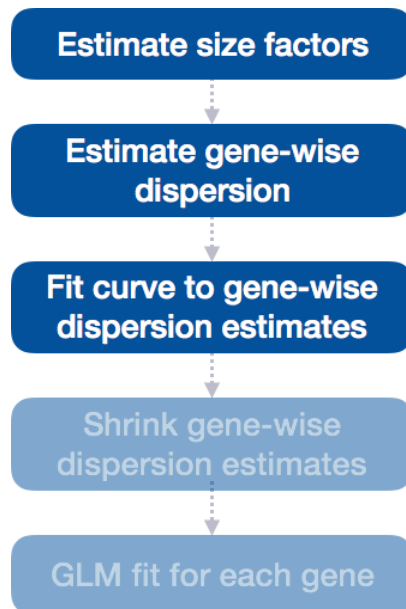 Estimate size factors
Estimate gene-wise
dispersion
Fit curve to gene-wise
dispersion estimates
Shrink gene-wise
dispersion estimates
GLM fit for each gene